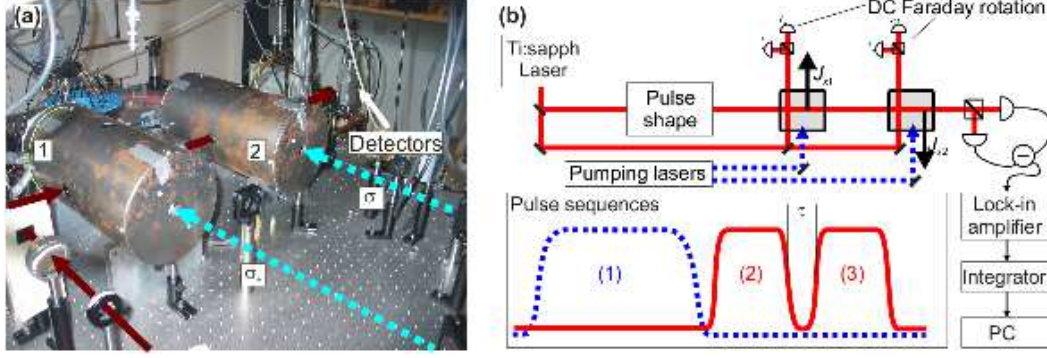 (a)
1
2
Detectors
σ
σ+
(b)
DC Faraday rotation
Ti:sapph
Laser
Pulse
shape
Jx1
Jx2
Pumping lasers
Pulse sequences
τ
(1)
(2)
(3)
Lock-in
amplifier
Integrator
PC